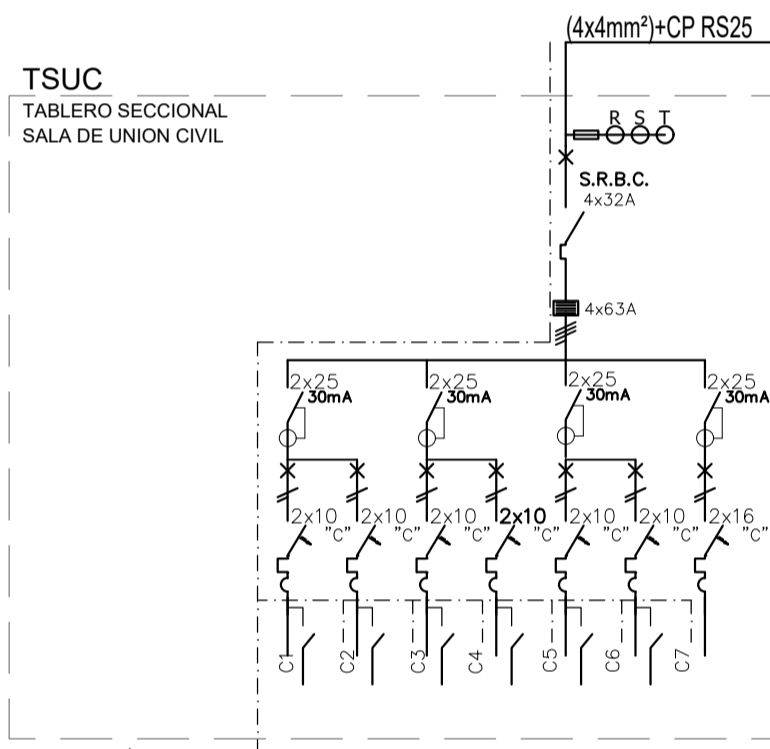 (4x4mm²)+CP RS25
TSUC
TABLERO SECCIONAL
SALA DE UNION CIVIL
R S T
S.R.B.C.
4x32A
4x63A
2x25 2x25 2x25 2x25
30mA 30mA 30mA 30mA
2x10 2x10 2x10 2x10 2x10 2x10 2x16
"C" "C" "C" "C" "C" "C" "C"
C1 C2 C3 C4 C5 C6 C7